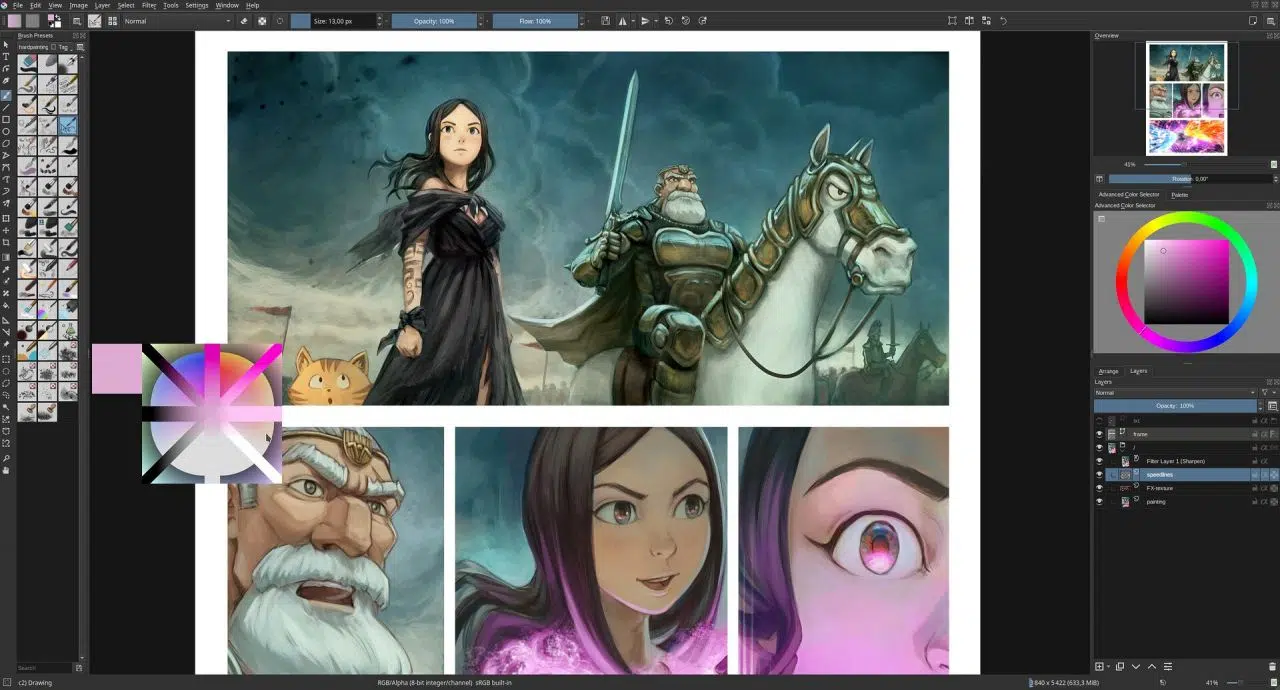 File Edit View Image Layer Select Filter Tools Settings Window Help
Normal Size: 13,00 px Opacity: 100% Flow: 100%
Brush Presets
hardpainting Tag
Search
c2) Drawing
RGB/Alpha (8-bit integer/channel) sRGB built-in
Overview
41%
Rotation: 0,00°
Advanced Color Selector Palette
Advanced Color Selector
Arrange Layers
Layers
Normal
Opacity: 100%
txt
frame
Filter Layer 1 (Sharpen)
speedlines
FX-texture
painting
840 x 5 422 (633,3 MiB)
41%